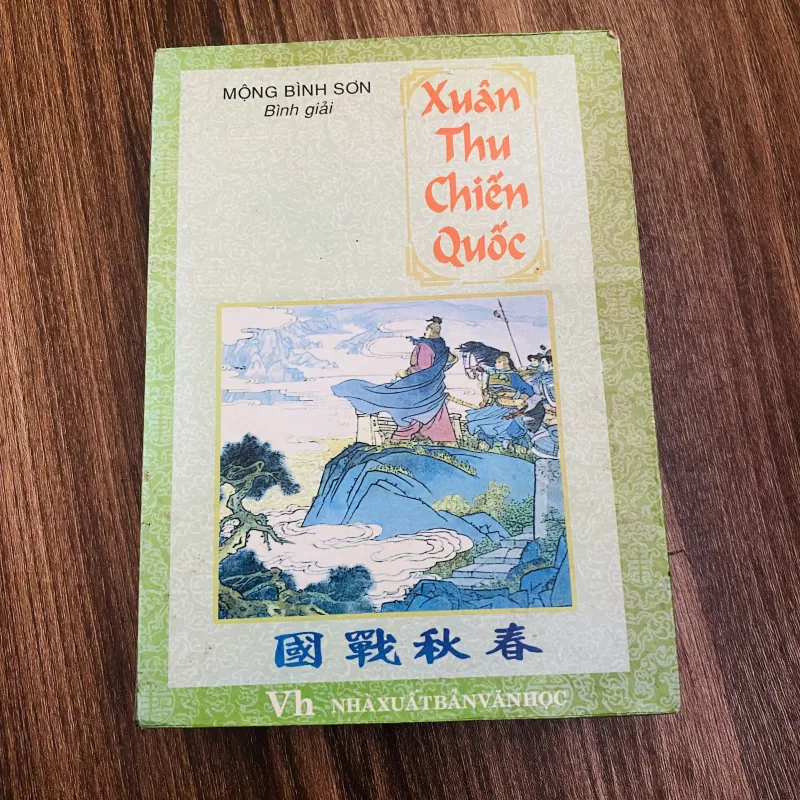 MỘNG BÌNH SƠN
Bình giải
Xuân
Thu
Chiến
Quốc
國戰秋春
Vh NHÀ XUẤT BẢN VĂN HỌC